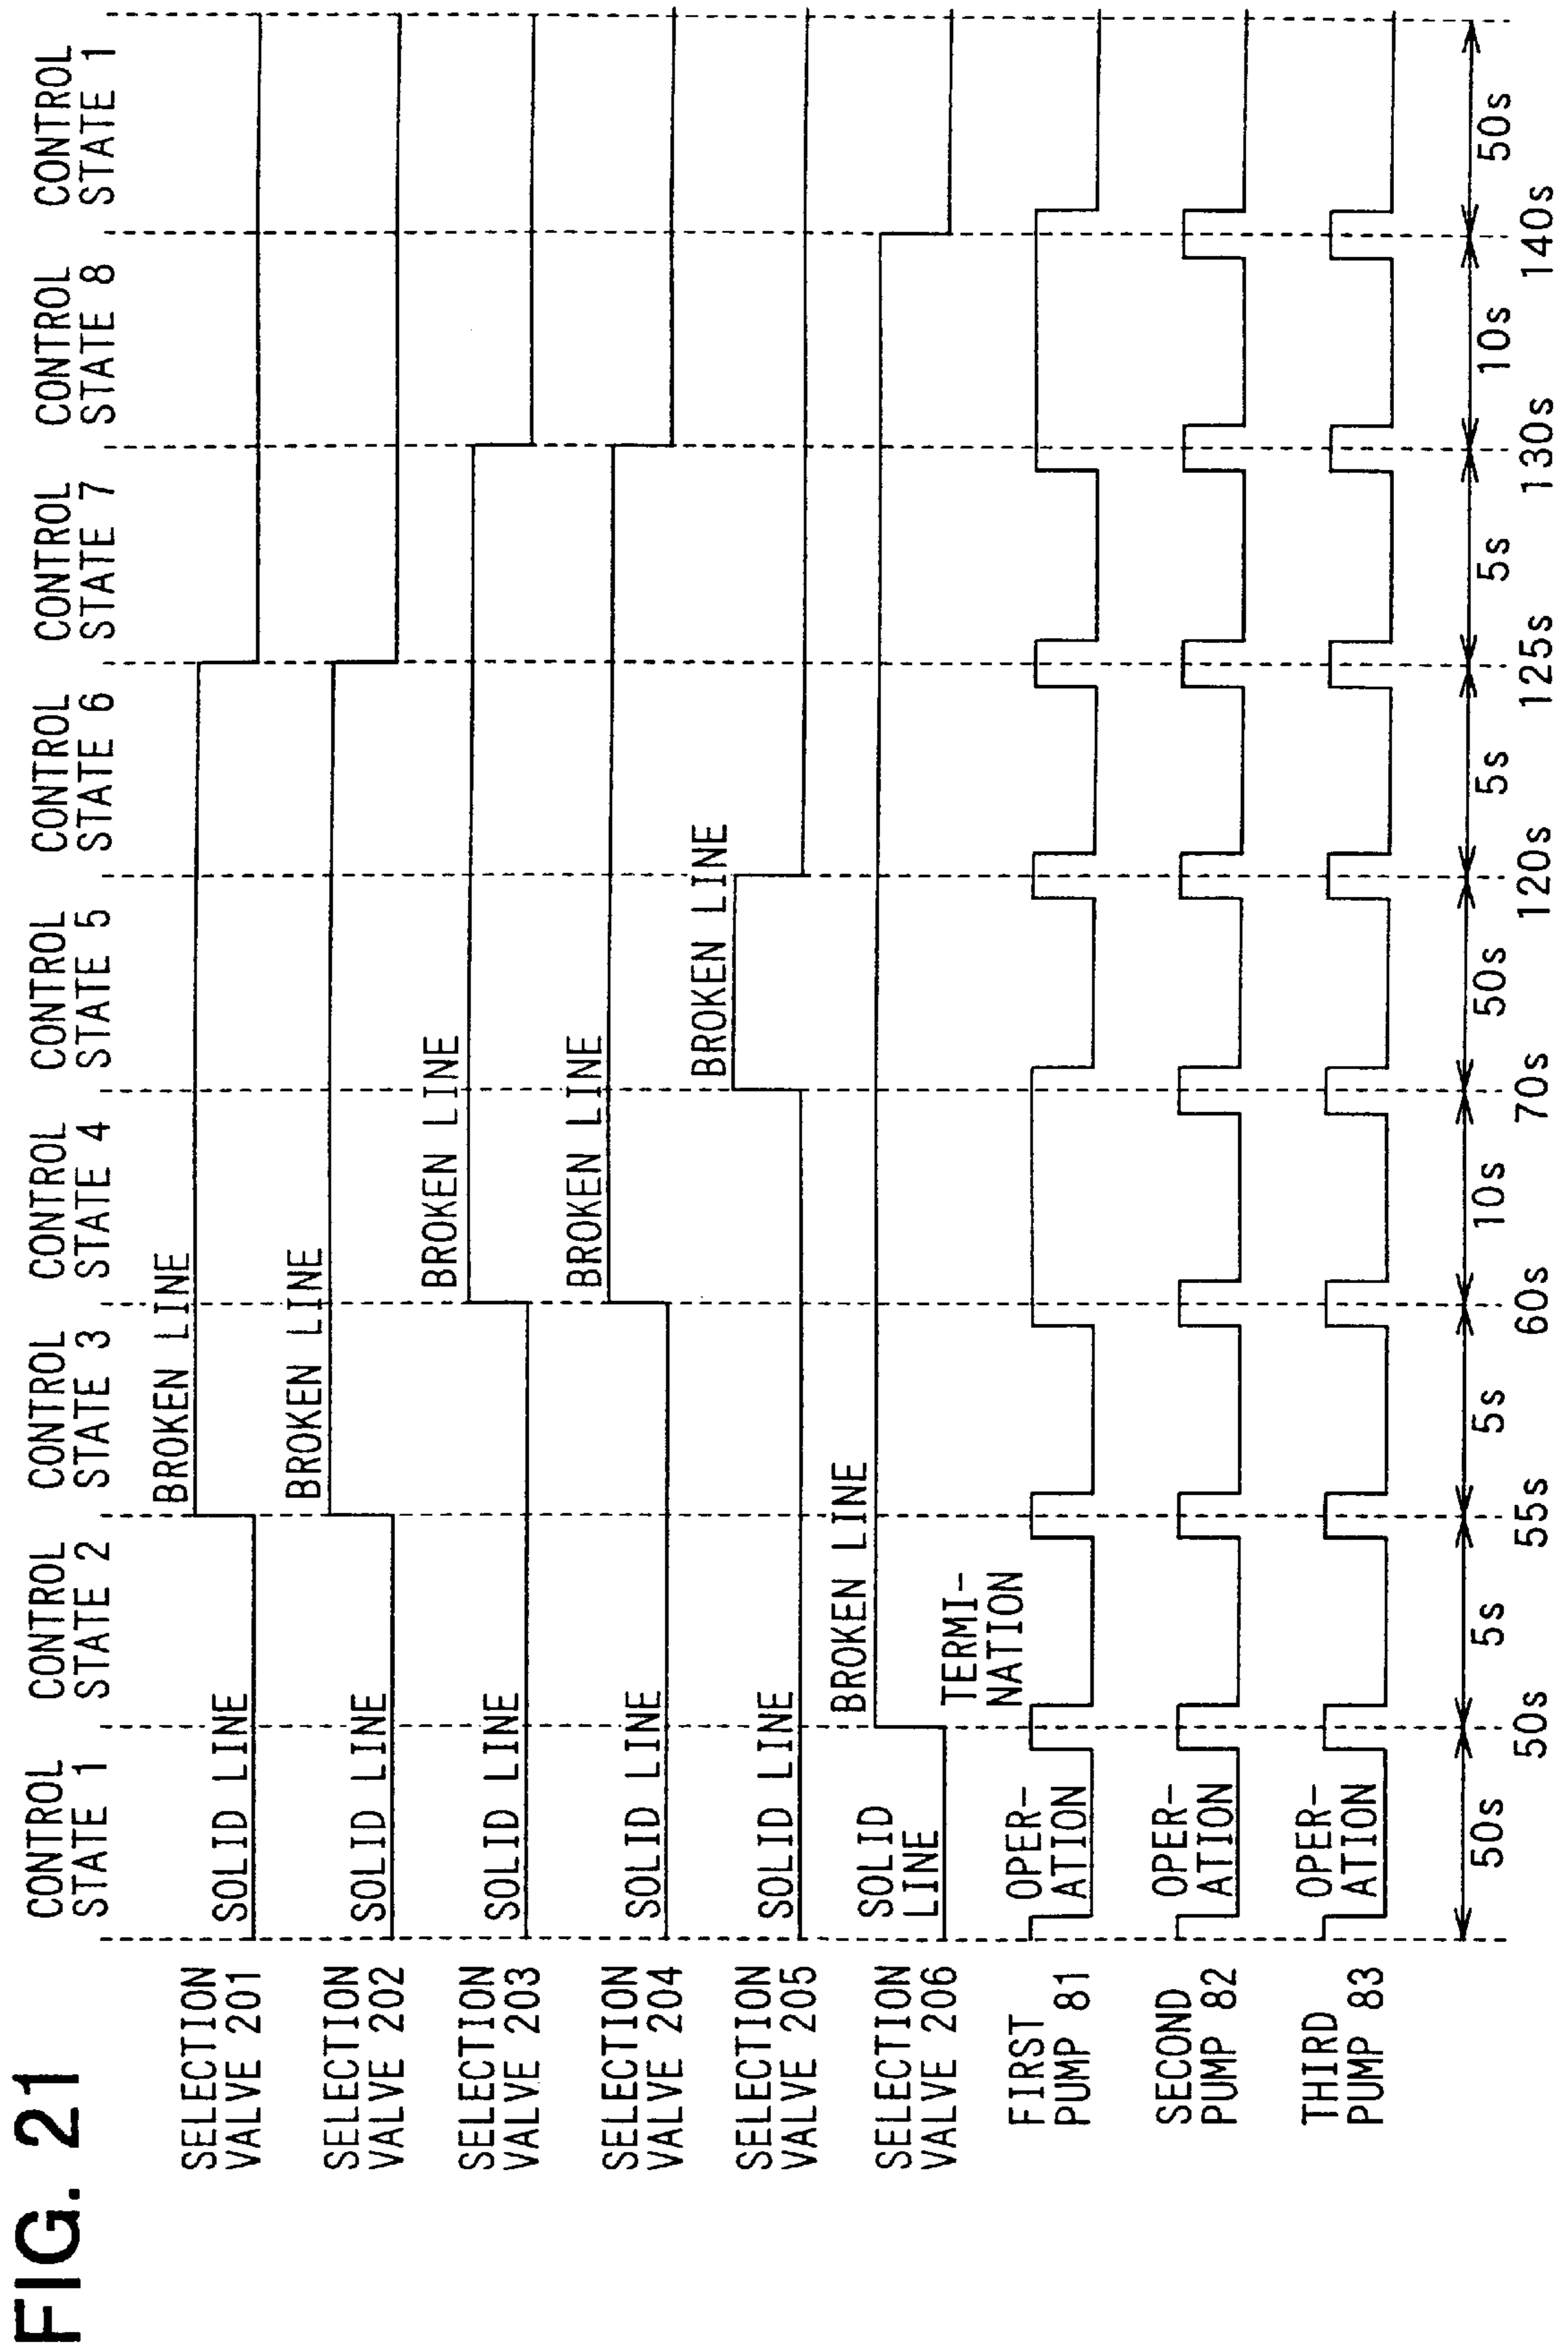 FIG. 21
CONTROL
STATE 1
CONTROL
STATE 2
CONTROL
STATE 3
CONTROL
STATE 4
CONTROL
STATE 5
CONTROL
STATE 6
CONTROL
STATE 7
CONTROL
STATE 8
CONTROL
STATE 1
SELECTION
VALVE 201
SOLID LINE
BROKEN LINE
SELECTION
VALVE 202
SOLID LINE
BROKEN LINE
SELECTION
VALVE 203
SOLID LINE
BROKEN LINE
SELECTION
VALVE 204
SOLID LINE
BROKEN LINE
SELECTION
VALVE 205
SOLID LINE
BROKEN LINE
SELECTION
VALVE 206
SOLID
LINE
BROKEN LINE
FIRST
PUMP 81
OPER-
ATION
TERMI-
NATION
SECOND
PUMP 82
OPER-
ATION
THIRD
PUMP 83
OPER-
ATION
50s
5s
5s
10s
50s
5s
5s
10s
50s
50s
55s
60s
70s
120s
125s
130s
140s